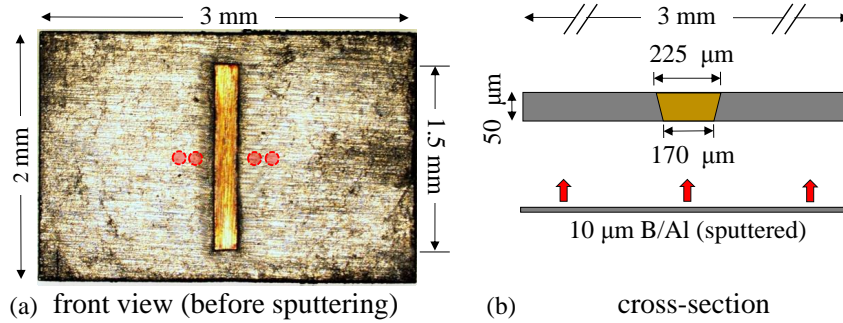 3 mm
2 mm
1.5 mm
(a) front view (before sputtering)
3 mm
225 μm
50 μm
170 μm
10 μm B/Al (sputtered)
(b) cross-section